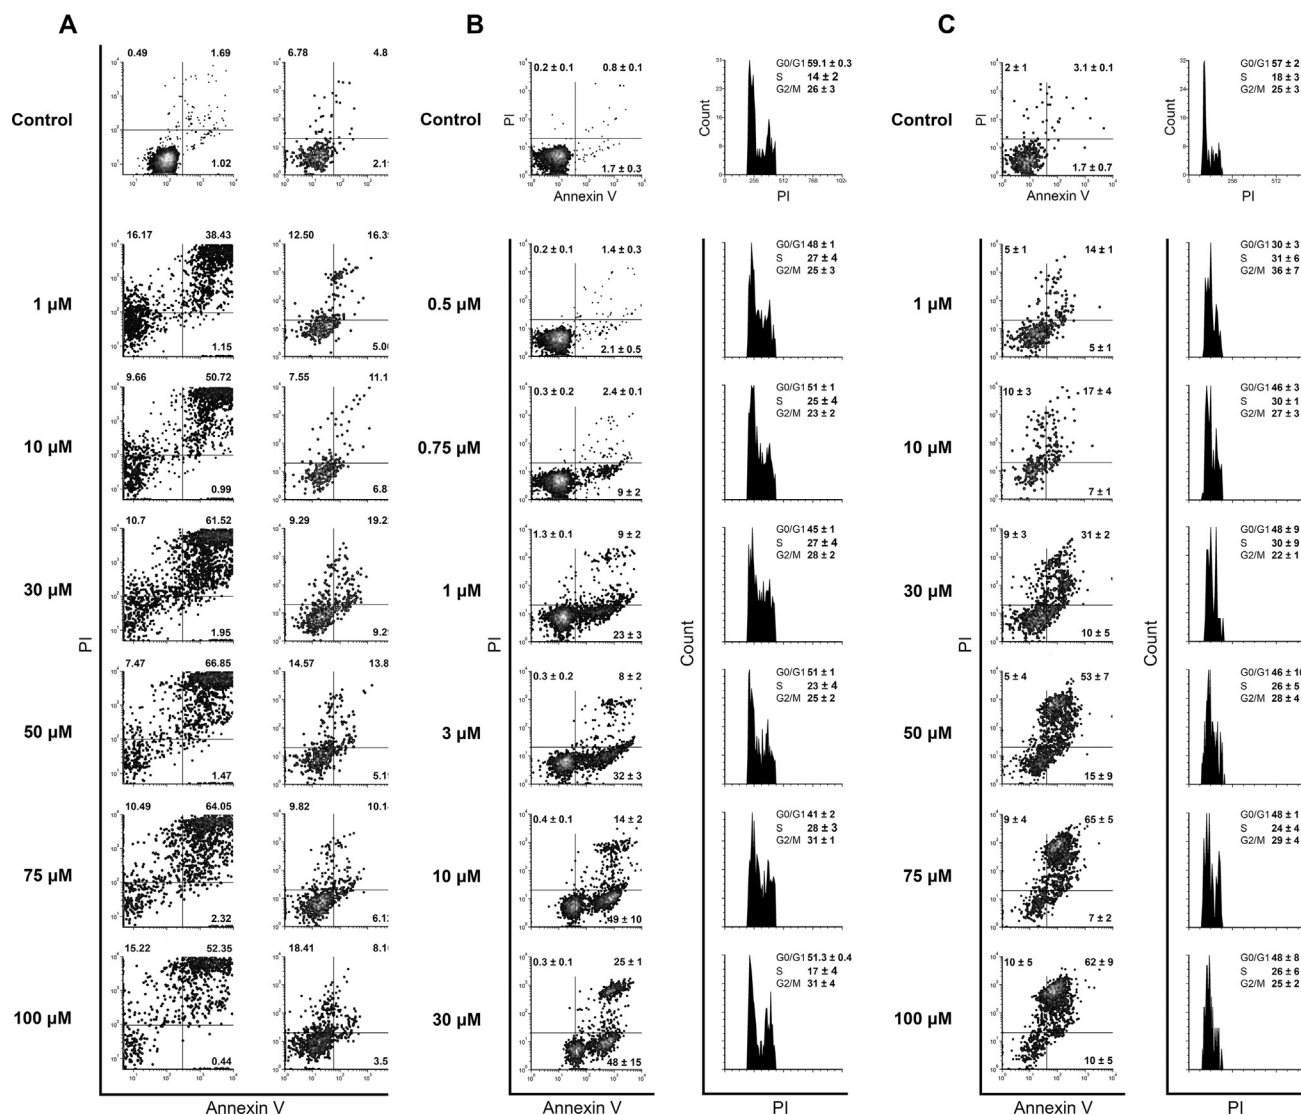 A B C
Control
0.49 1.69
1.02
6.78 4.8
2.1
Control
0.2 ± 0.1 0.8 ± 0.1
1.7 ± 0.3
PI
Annexin V
Count
G0/G1 59.1 ± 0.3
S 14 ± 2
G2/M 26 ± 3
PI
Control
2 ± 1 3.1 ± 0.1
1.7 ± 0.7
PI
Annexin V
Count
G0/G1 57 ± 2
S 18 ± 3
G2/M 25 ± 3
PI
1 µM
16.17 38.43
1.15
12.50 16.3
5.0
0.5 µM
0.2 ± 0.1 1.4 ± 0.3
2.1 ± 0.5
G0/G1 48 ± 1
S 27 ± 4
G2/M 25 ± 3
1 µM
5 ± 1 14 ± 1
5 ± 1
G0/G1 30 ± 3
S 31 ± 6
G2/M 36 ± 7
10 µM
9.66 50.72
0.99
7.55 11.1
6.8
0.75 µM
0.3 ± 0.2 2.4 ± 0.1
9 ± 2
G0/G1 51 ± 1
S 25 ± 4
G2/M 23 ± 2
10 µM
10 ± 3 17 ± 4
7 ± 1
G0/G1 46 ± 3
S 30 ± 1
G2/M 27 ± 3
30 µM
10.7 61.52
1.95
9.29 19.2
9.2
1 µM
1.3 ± 0.1 9 ± 2
23 ± 3
G0/G1 45 ± 1
S 27 ± 4
G2/M 28 ± 2
30 µM
9 ± 3 31 ± 2
10 ± 5
G0/G1 48 ± 9
S 30 ± 9
G2/M 22 ± 1
PI
PI
Count
PI
Count
50 µM
7.47 66.85
1.47
14.57 13.8
5.1
3 µM
0.3 ± 0.2 8 ± 2
32 ± 3
G0/G1 51 ± 1
S 23 ± 4
G2/M 25 ± 2
50 µM
5 ± 4 53 ± 7
15 ± 9
G0/G1 46 ± 10
S 26 ± 5
G2/M 28 ± 4
75 µM
10.49 64.05
2.32
9.82 10.1
6.1
10 µM
0.4 ± 0.1 14 ± 2
49 ± 10
G0/G1 41 ± 2
S 28 ± 3
G2/M 31 ± 1
75 µM
9 ± 4 65 ± 5
7 ± 2
G0/G1 48 ± 1
S 24 ± 4
G2/M 29 ± 4
100 µM
15.22 52.35
0.44
18.41 8.1
3.5
30 µM
0.3 ± 0.1 25 ± 1
48 ± 15
G0/G1 51.3 ± 0.4
S 17 ± 4
G2/M 31 ± 4
100 µM
10 ± 5 62 ± 9
10 ± 5
G0/G1 48 ± 8
S 26 ± 6
G2/M 25 ± 2
Annexin V Annexin V PI Annexin V PI